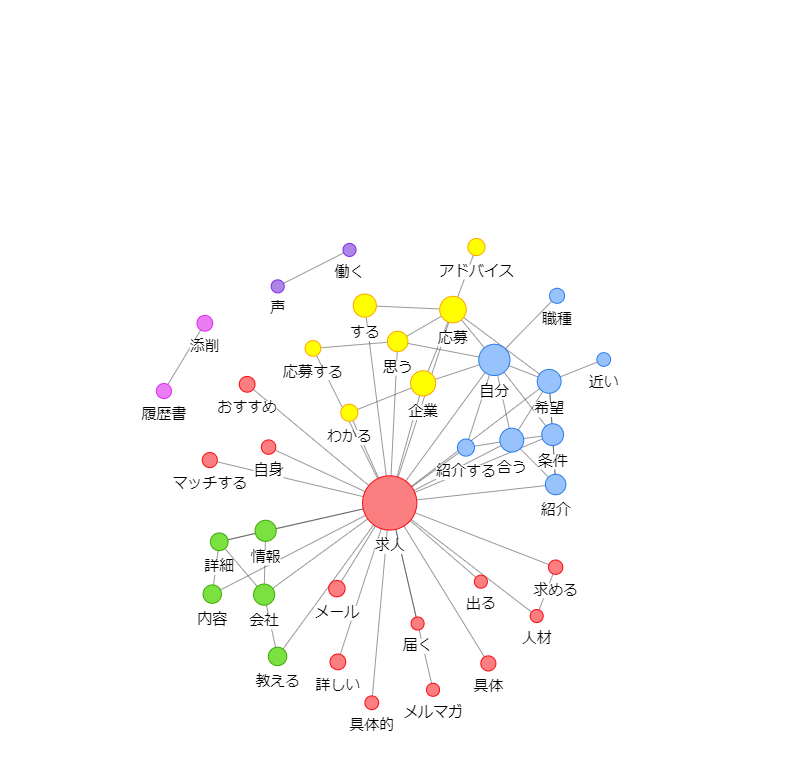 働く
アドバイス
声
職種
する
応募
添削
思う
応募する
近い
自分
おすすめ
希望
履歴書
企業
わかる
条件
自身
紹介する
合う
マッチする
紹介
求人
情報
詳細
求める
出る
メール
内容
会社
人材
届く
教える
詳しい
具体
メルマガ
具体的